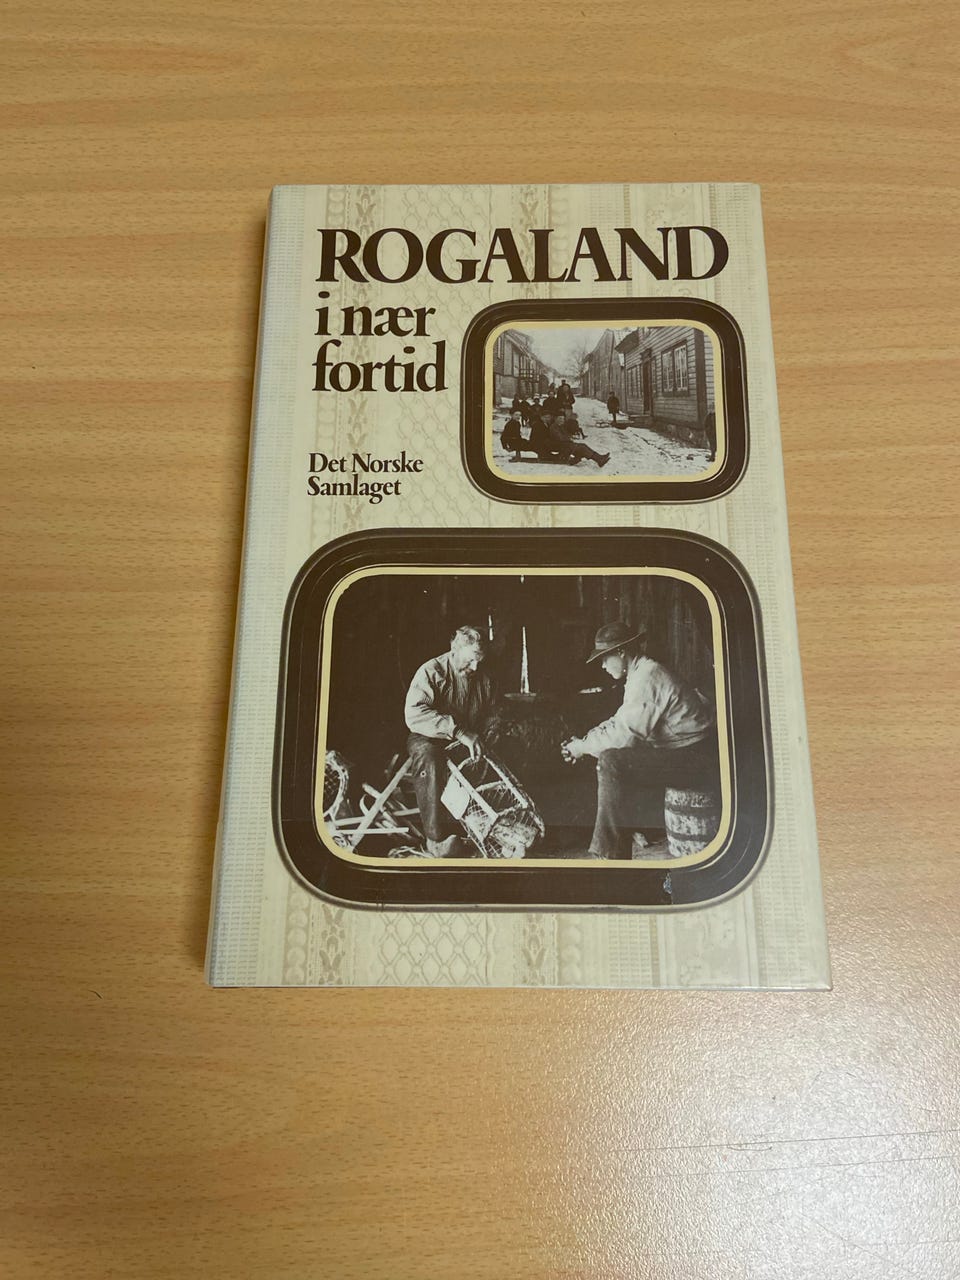 ROGALAND
i nær
fortid
Det Norske
Samlaget